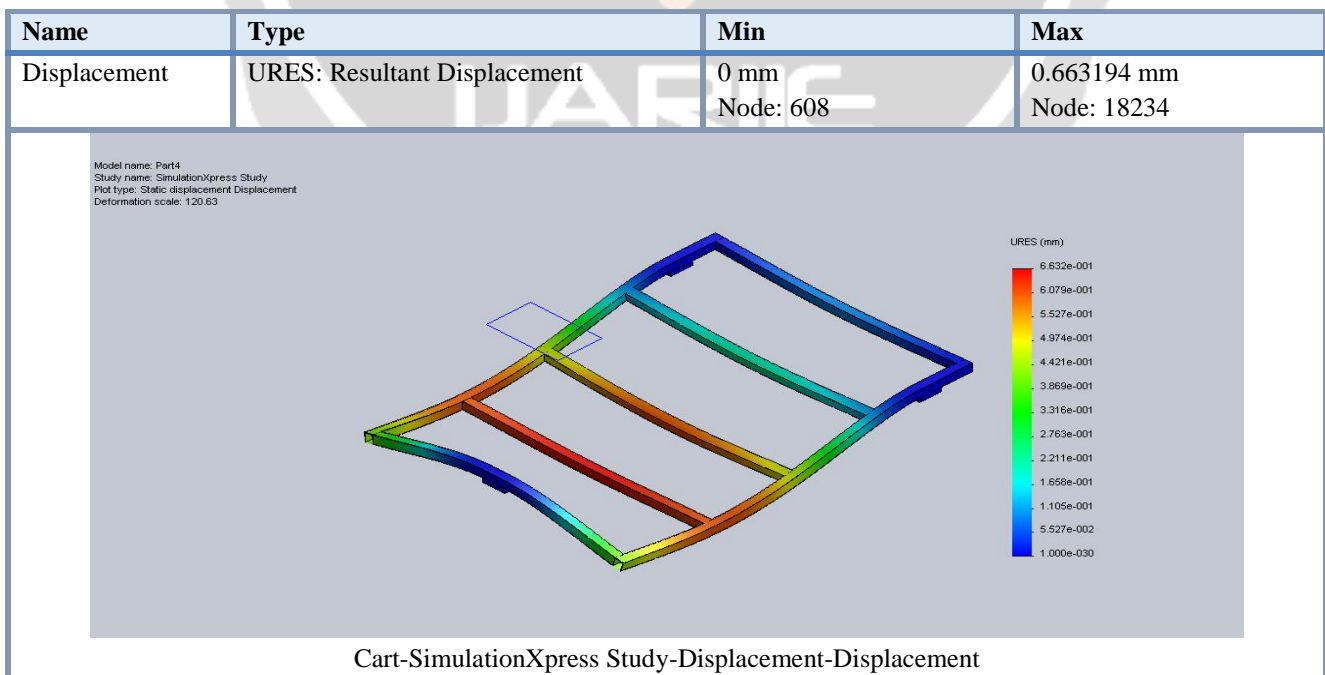 Name Type Min Max
Displacement URES: Resultant Displacement 0 mm 0.663194 mm
Node: 608 Node: 18234
IJARIIE
Model name: Part4
Study name: SimulationXpress Study
Plot type: Static displacement Displacement
Deformation scale: 120.63
URES (mm)
6.632e-001
6.079e-001
5.527e-001
4.974e-001
4.421e-001
3.869e-001
3.316e-001
2.763e-001
2.211e-001
1.658e-001
1.105e-001
5.527e-002
1.000e-030
Cart-SimulationXpress Study-Displacement-Displacement